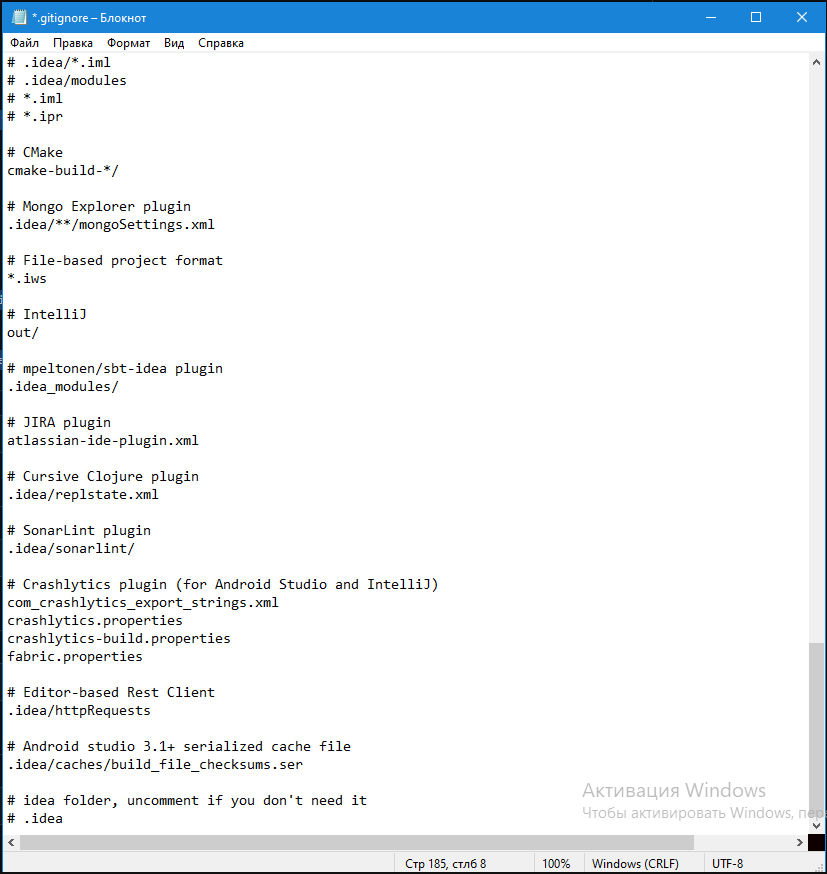 *.gitignore – Блокнот
Файл Правка Формат Вид Справка
# .idea/*.iml
# .idea/modules
# *.iml
# *.ipr
# CMake
cmake-build-*/
# Mongo Explorer plugin
.idea/**/mongoSettings.xml
# File-based project format
*.iws
# IntelliJ
out/
# mpeltonen/sbt-idea plugin
.idea_modules/
# JIRA plugin
atlassian-ide-plugin.xml
# Cursive Clojure plugin
.idea/replstate.xml
# SonarLint plugin
.idea/sonarlint/
# Crashlytics plugin (for Android Studio and IntelliJ)
com_crashlytics_export_strings.xml
crashlytics.properties
crashlytics-build.properties
fabric.properties
# Editor-based Rest Client
.idea/httpRequests
# Android studio 3.1+ serialized cache file
.idea/caches/build_file_checksums.ser
# idea folder, uncomment if you don't need it
# .idea
Активация Windows
Чтобы активировать Windows,
Стр 185, стлб 8 100% Windows (CRLF) UTF-8